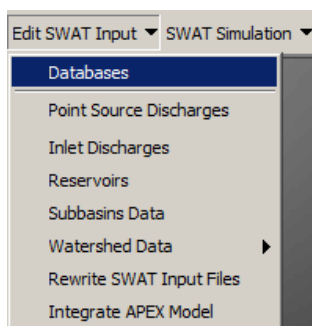 Edit SWAT Input SWAT Simulation
Databases
Point Source Discharges
Inlet Discharges
Reservoirs
Subbasins Data
Watershed Data
Rewrite SWAT Input Files
Integrate APEX Model